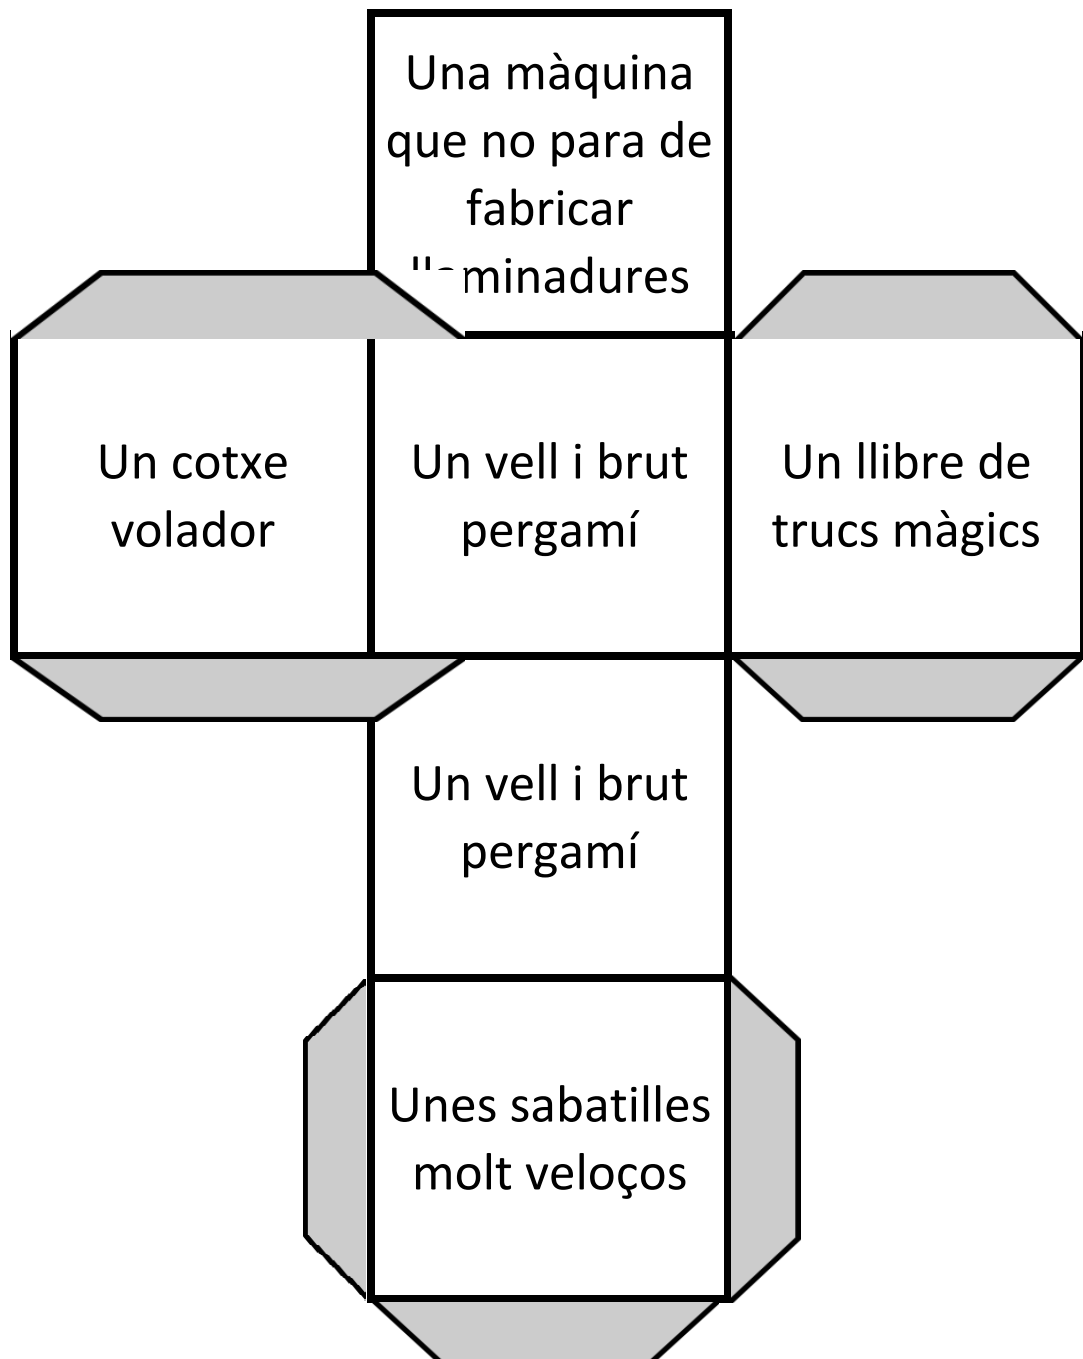 Una màquina
que no para de
fabricar
llaminadures
Un cotxe
volador
Un vell i brut
pergamí
Un llibre de
trucs màgics
Un vell i brut
pergamí
Unes sabatilles
molt veloços